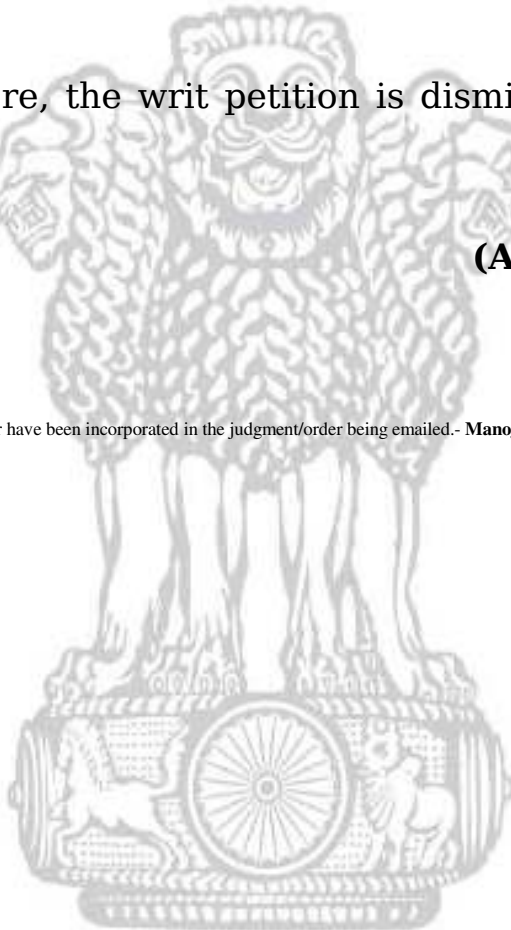 re, the writ petition is dismi
(A
r have been incorporated in the judgment/order being emailed.- Mano